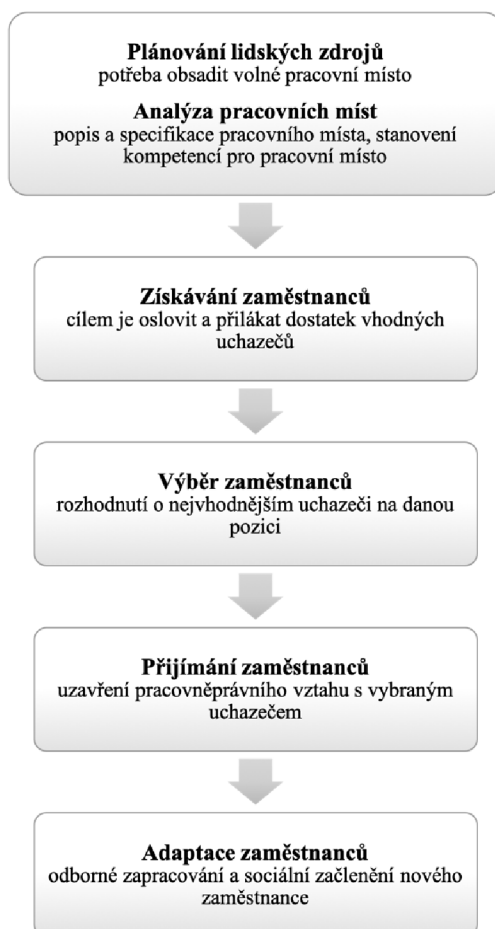 Plánování lidských zdrojů
potřeba obsadit volné pracovní místo
Analýza pracovních míst
popis a specifikace pracovního místa, stanovení
kompetencí pro pracovní místo
Získávání zaměstnanců
cílem je oslovit a přilákat dostatek vhodných
uchazečů
Výběr zaměstnanců
rozhodnutí o nejvhodnějším uchazeči na danou
pozici
Přijímání zaměstnanců
uzavření pracovněprávního vztahu s vybraným
uchazečem
Adaptace zaměstnanců
odborné zapracování a sociální začlenění nového
zaměstnance